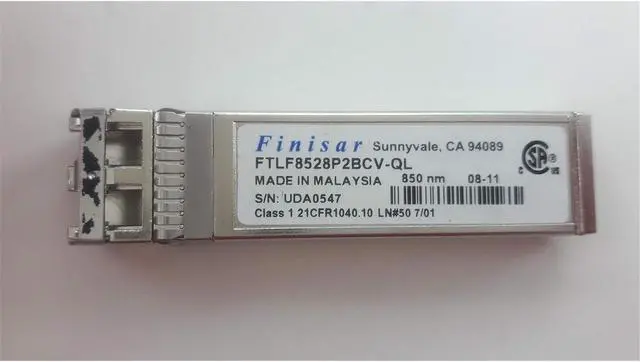 Finisar Sunnyvale, CA 94089
FTLF8528P2BCV-QL
MADE IN MALAYSIA 850 nm 08-11
S/N: UDA0547
Class 1 21CFR1040.10 LN#50 7/01